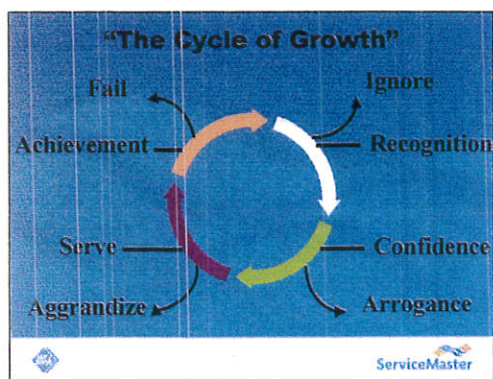 "The Cycle of Growth"
Fail
Ignore
Achievement
Recognition
Serve
Confidence
Aggrandize
Arrogance
ServiceMaster